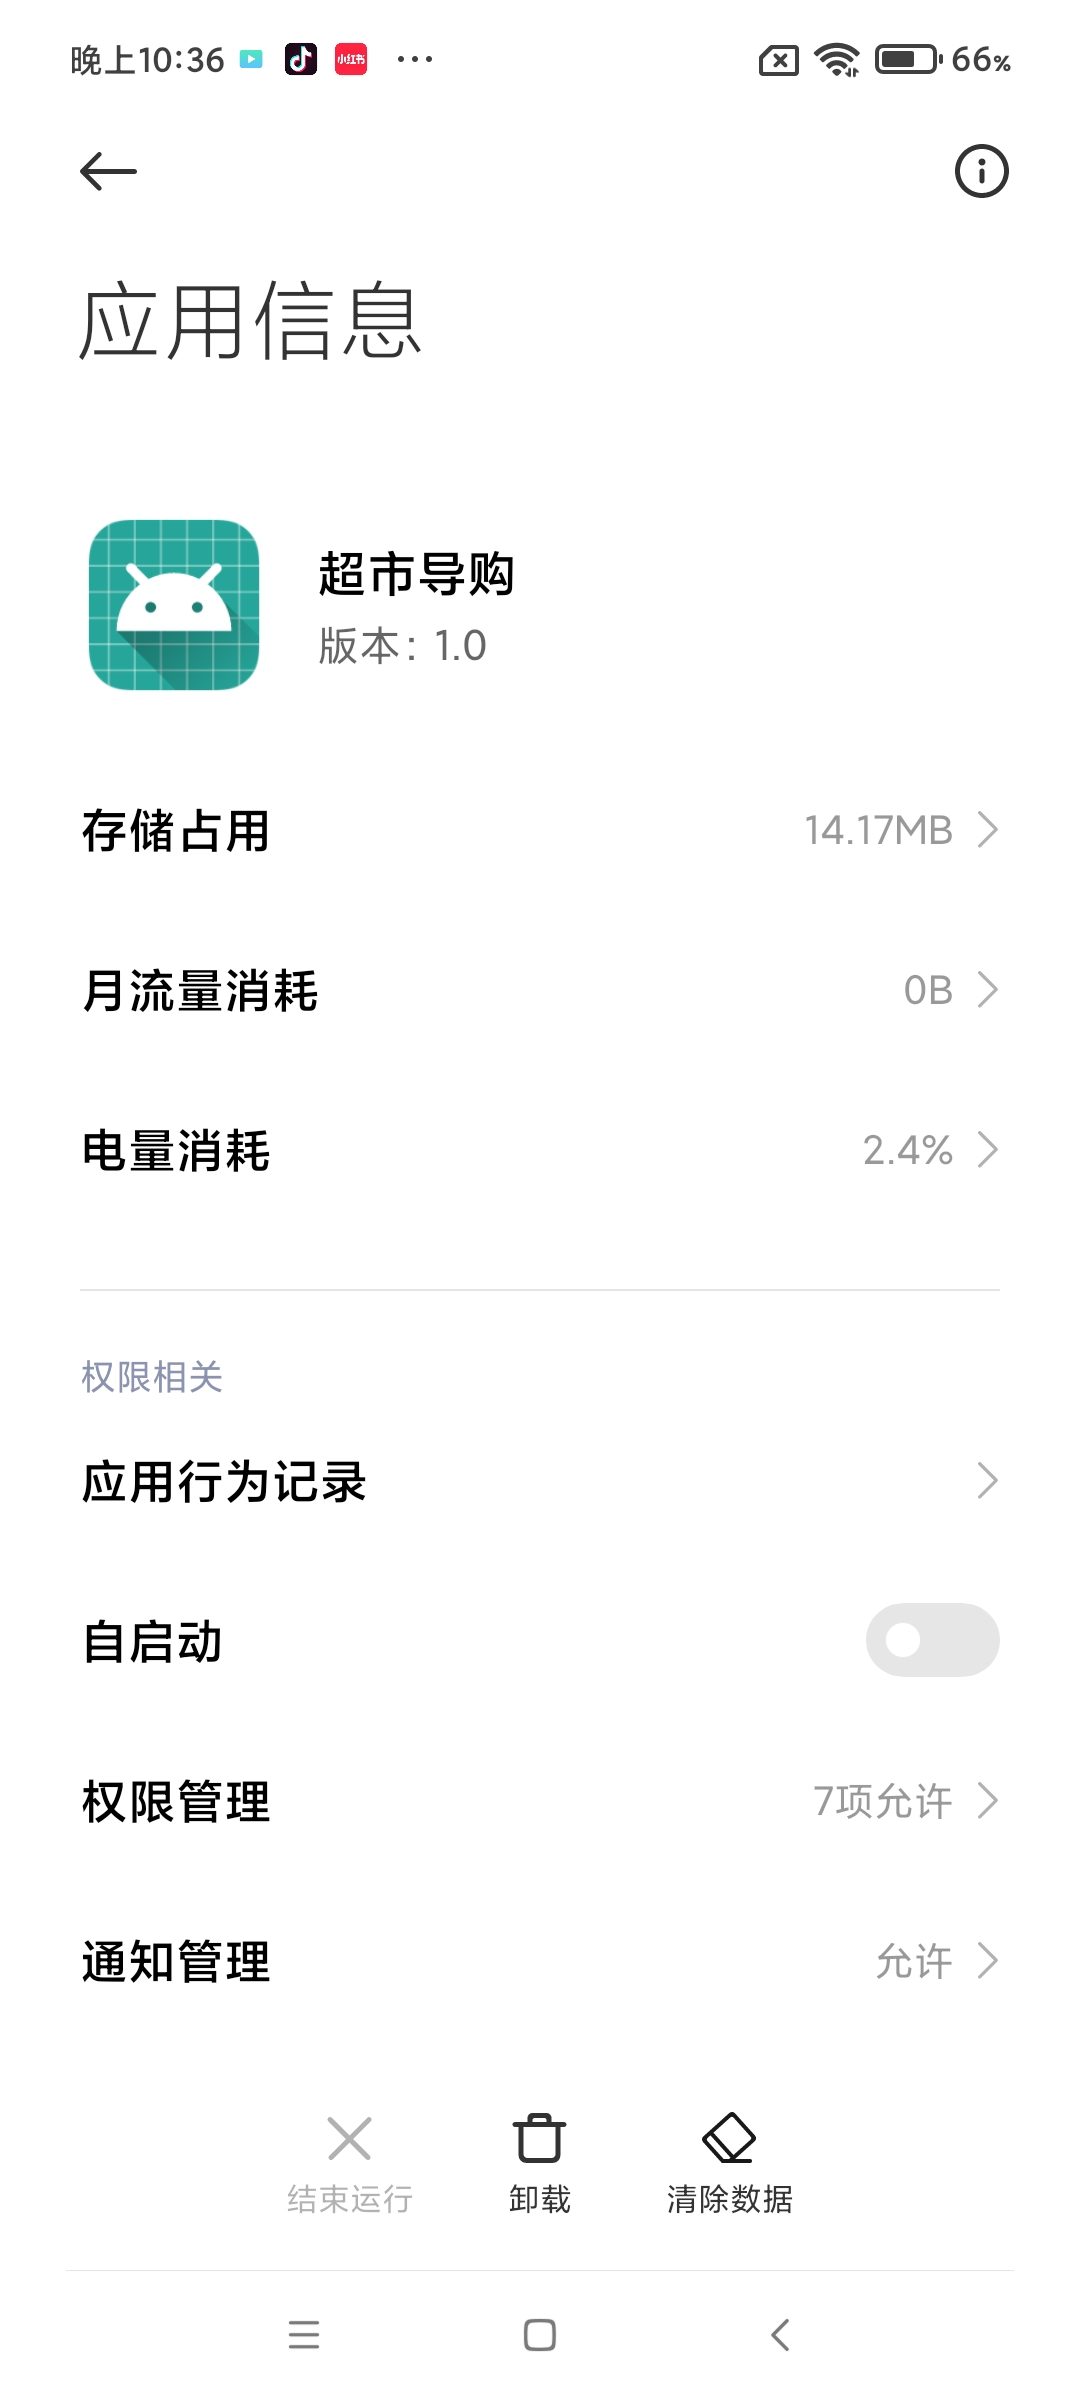 晚上10:36 小红书 66%
应用信息
超市导购
版本：1.0
存储占用 14.17MB
月流量消耗 0B
电量消耗 2.4%
权限相关
应用行为记录
自启动
权限管理 7项允许
通知管理 允许
结束运行 卸载 清除数据